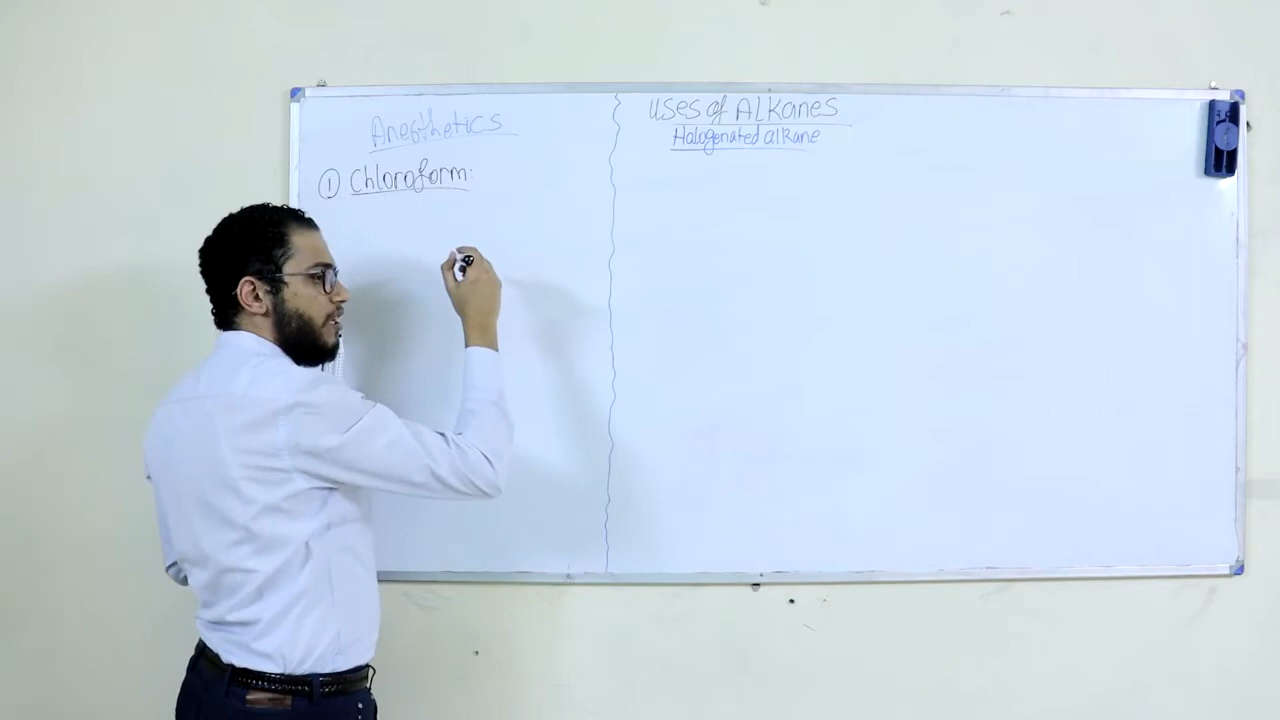 Anesthetics
① Chloroform:
Uses of Alkanes
Halogenated alkane